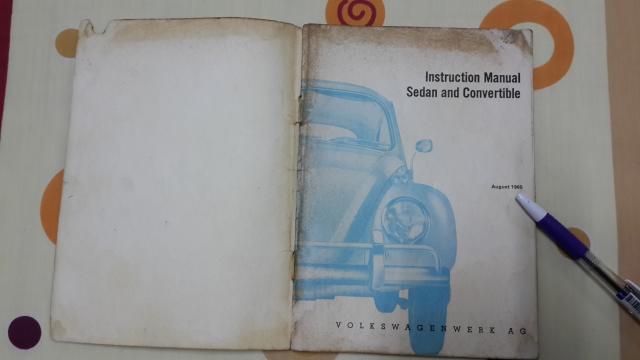 Instruction Manual
Sedan and Convertible
August 1965
VOLKSWAGENWERK AG